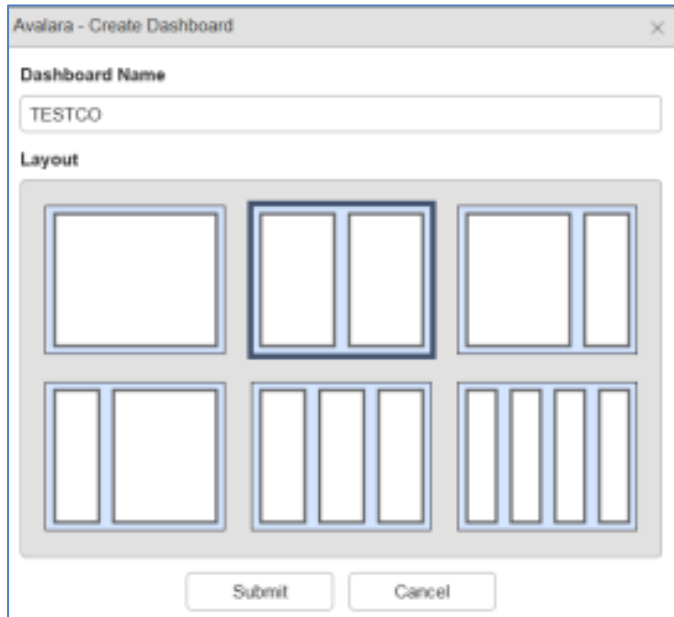 Avalara - Create Dashboard
Dashboard Name
TESTCO
Layout
Submit
Cancel